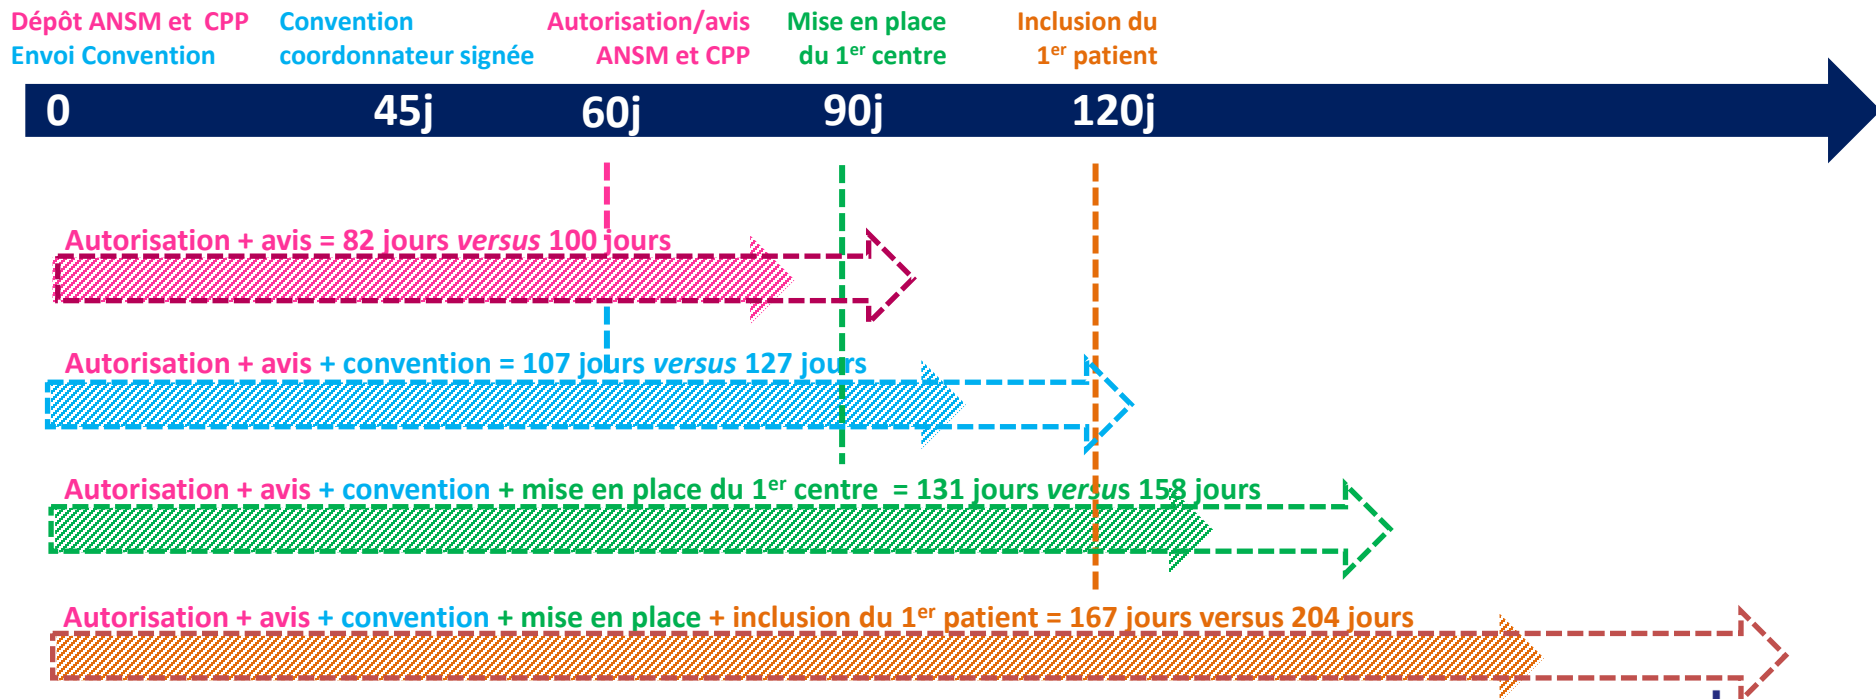 Dépôt ANSM et CPP
Envoi Convention
Convention
coordonnateur signée
Autorisation/avis
ANSM et CPP
Mise en place
du 1er centre
Inclusion du
1er patient
0 45j 60j 90j 120j
Autorisation + avis = 82 jours versus 100 jours
Autorisation + avis + convention = 107 jours versus 127 jours
Autorisation + avis + convention + mise en place du 1er centre = 131 jours versus 158 jours
Autorisation + avis + convention + mise en place + inclusion du 1er patient = 167 jours versus 204 jours